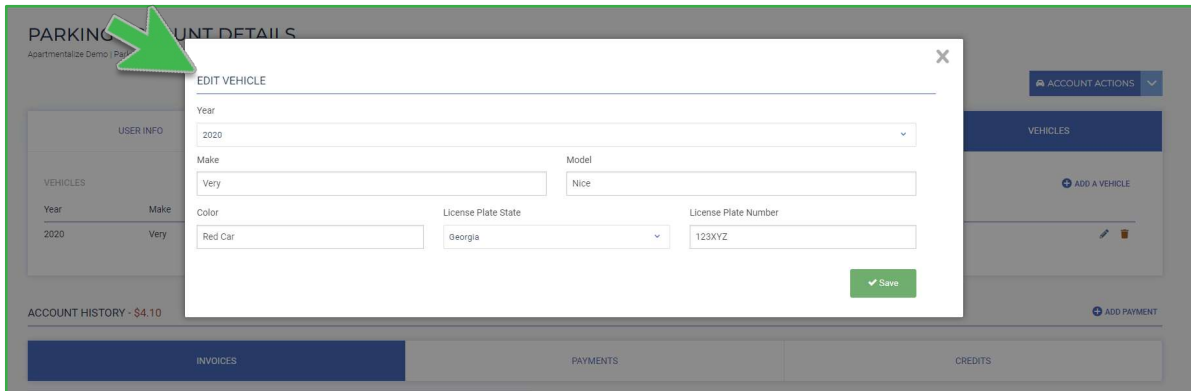 PARKING UNT DETAILS
Apartmentalize Demo | Park
ACCOUNT ACTIONS
USER INFO
VEHICLES
VEHICLES
ADD A VEHICLE
Year Make
2020 Very
EDIT VEHICLE
X
Year
2020
Make Model
Very Nice
Color License Plate State License Plate Number
Red Car Georgia 123XYZ
Save
ACCOUNT HISTORY - $4.10
ADD PAYMENT
INVOICES PAYMENTS CREDITS